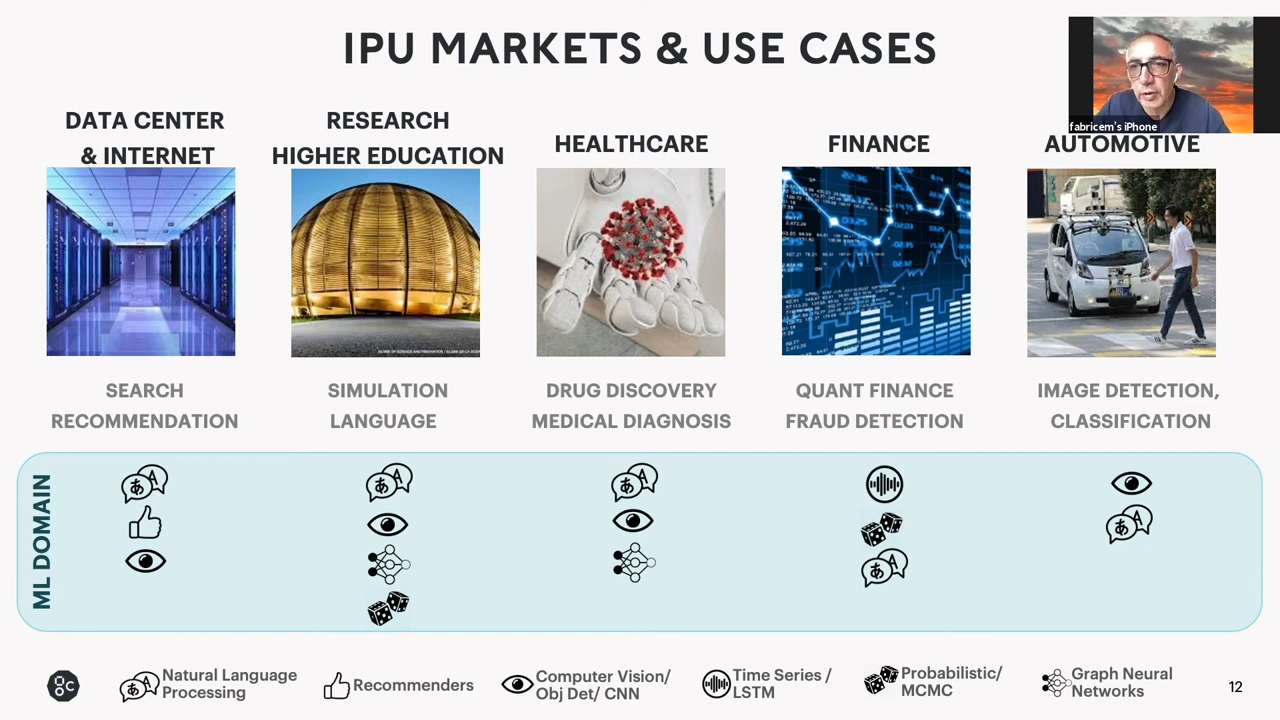 IPU MARKETS & USE CASES
fabricem's iPhone
DATA CENTER
& INTERNET
RESEARCH
HIGHER EDUCATION
HEALTHCARE
FINANCE
AUTOMOTIVE
SEARCH
RECOMMENDATION
SIMULATION
LANGUAGE
DRUG DISCOVERY
MEDICAL DIAGNOSIS
QUANT FINANCE
FRAUD DETECTION
IMAGE DETECTION,
CLASSIFICATION
ML DOMAIN
Natural Language
Processing
Recommenders
Computer Vision/
Obj Det/ CNN
Time Series /
LSTM
Probabilistic/
MCMC
Graph Neural
Networks
12